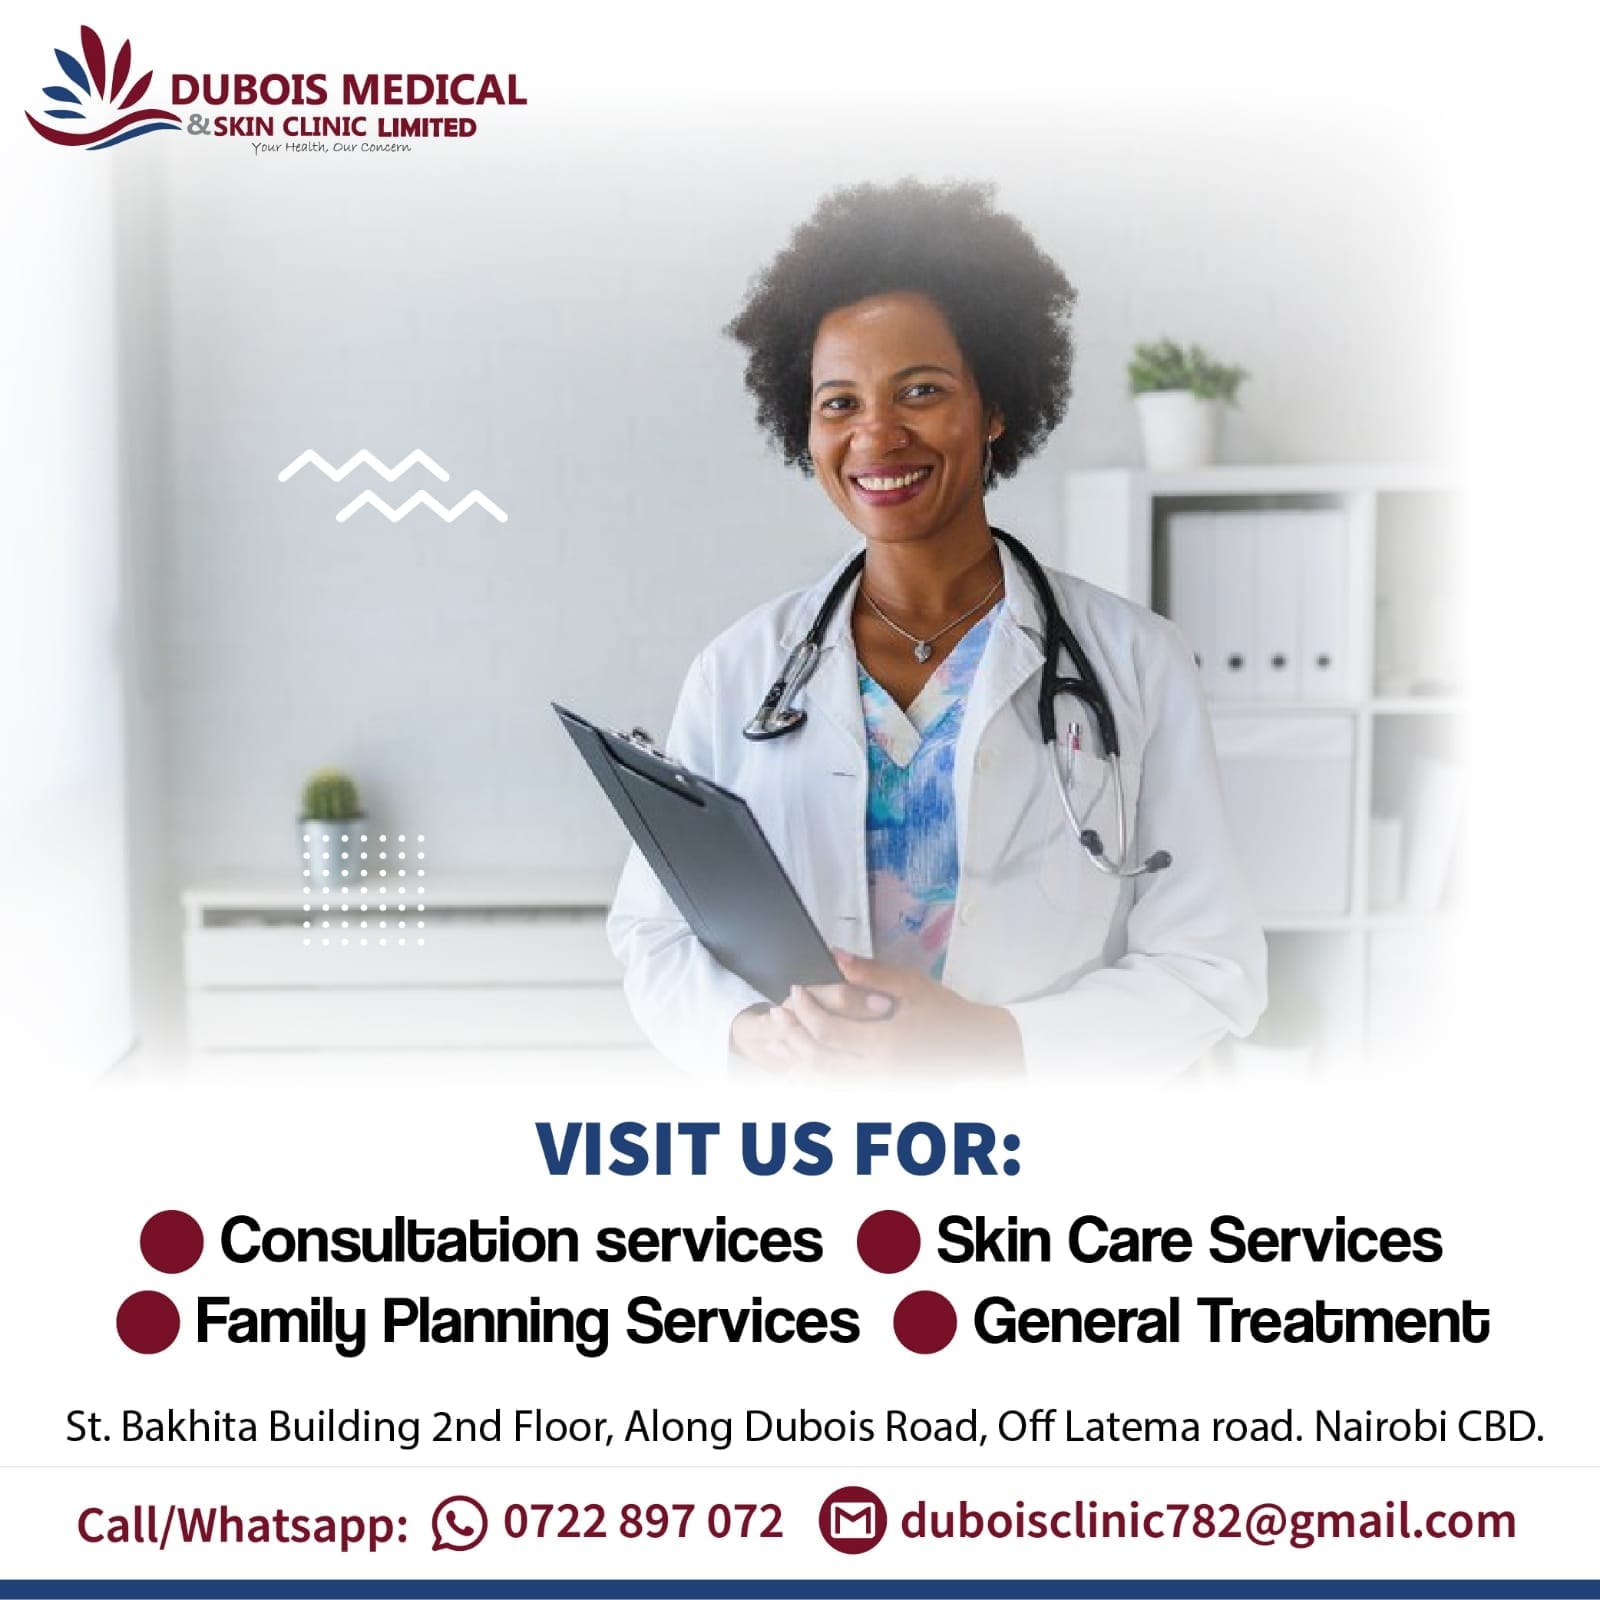 DUBOIS MEDICAL
& SKIN CLINIC LIMITED
Your Health, Our Concern
VISIT US FOR:
Consultation services Skin Care Services
Family Planning Services General Treatment
St. Bakhita Building 2nd Floor, Along Dubois Road, Off Latema road. Nairobi CBD.
Call/Whatsapp: 0722 897 072 duboisclinic782@gmail.com